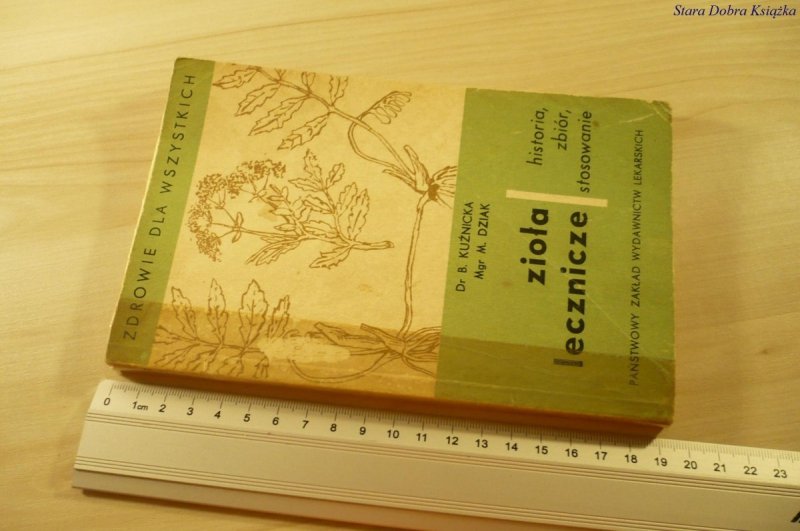 Stara Dobra Książka
ZDROWIE DLA WSZYSTKICH
Dr B. KUŹNICKA
Mgr M. DZIAK
zioła
lecznicze
historia,
zbiór,
stosowanie
PAŃSTWOWY ZAKŁAD WYDAWNICTW LEKARSKICH
0 1cm 2 3 4 5 6 7 8 9 10 11 12 13 14 15 16 17 18 19 20 21 22 23